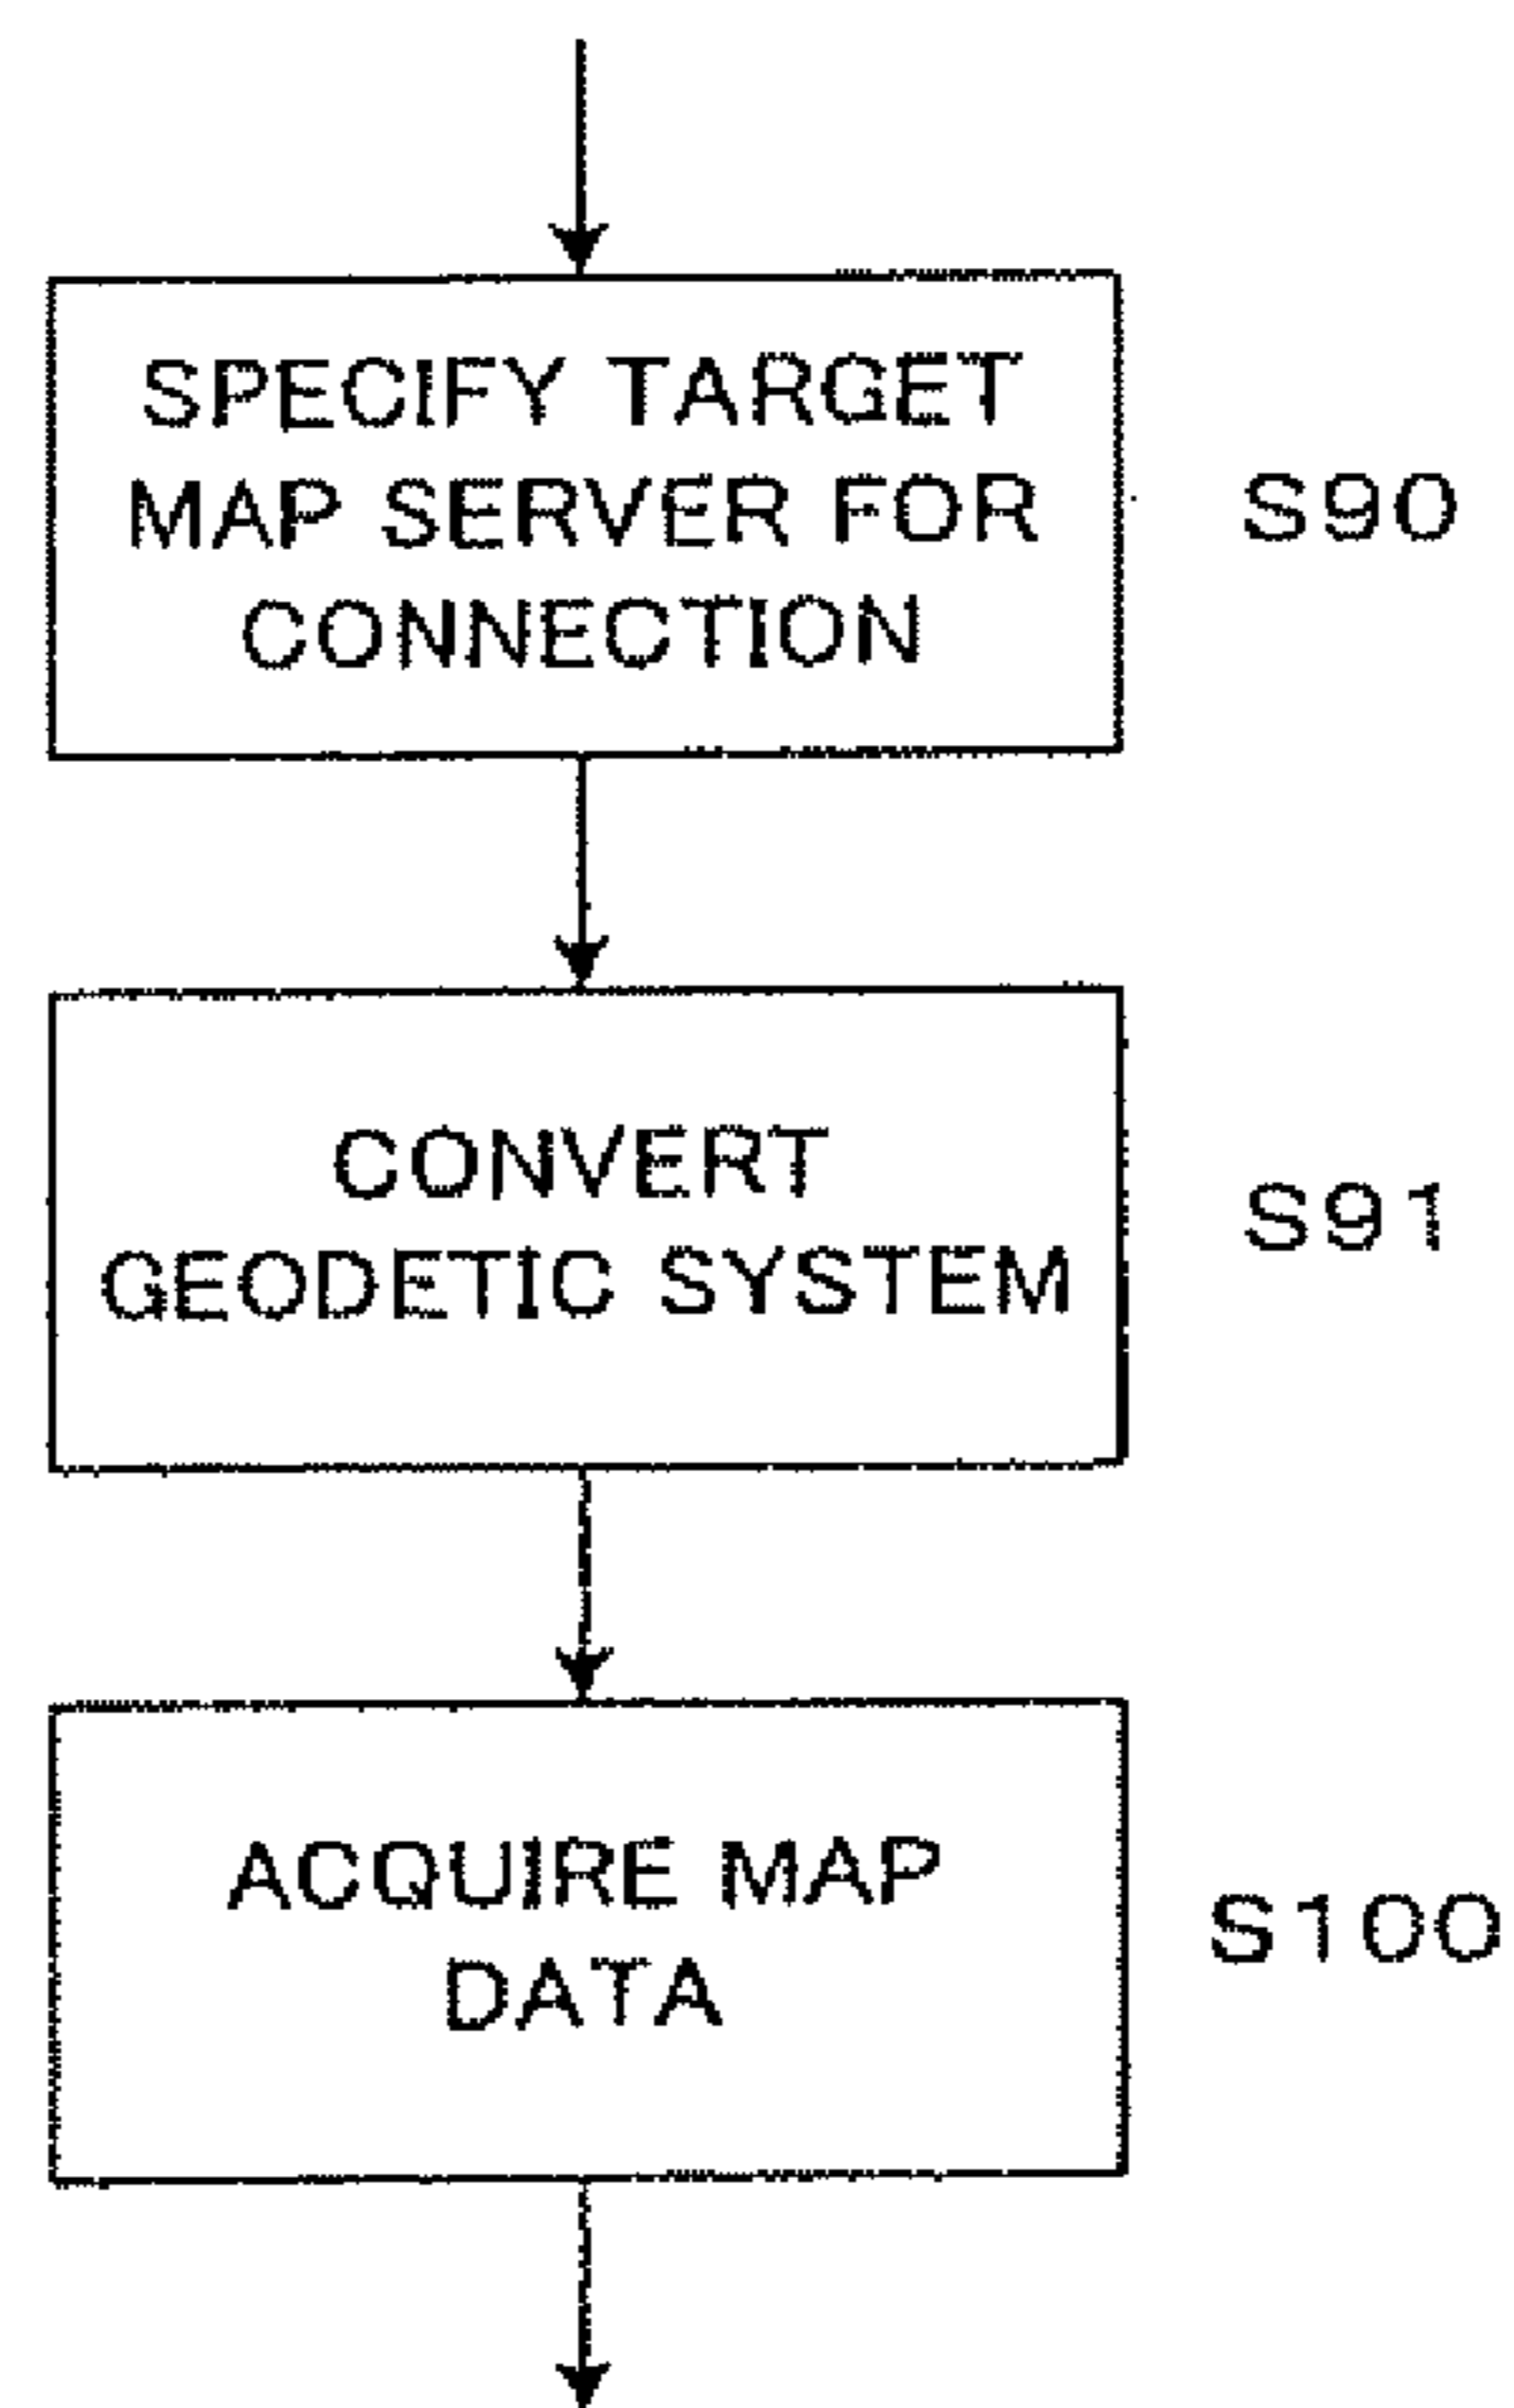 SPECIFY TARGET
MAP SERVER FOR
CONNECTION
S90
CONVERT
GEODETIC SYSTEM
S91
ACQUIRE MAP
DATA
S100